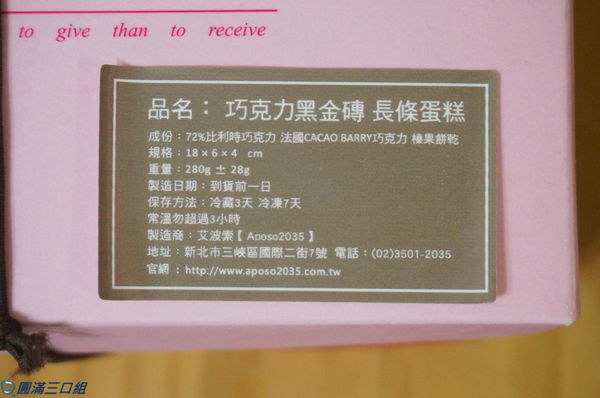 to give than to receive
品名： 巧克力黑金磚 長條蛋糕
成份：72%比利時巧克力 法國CACAO BARRY巧克力 榛果餅乾
規格：18×6×4 cm
重量：280g ± 28g
製造日期：到貨前一日
保存方法：冷藏3天 冷凍7天
常溫勿超過3小時
製造商：艾波索【Aposo2035】
地址：新北市三峽區國際二街7號 電話：(02)3501-2035
官網：http://www.aposo2035.com.tw
圓滿三口組